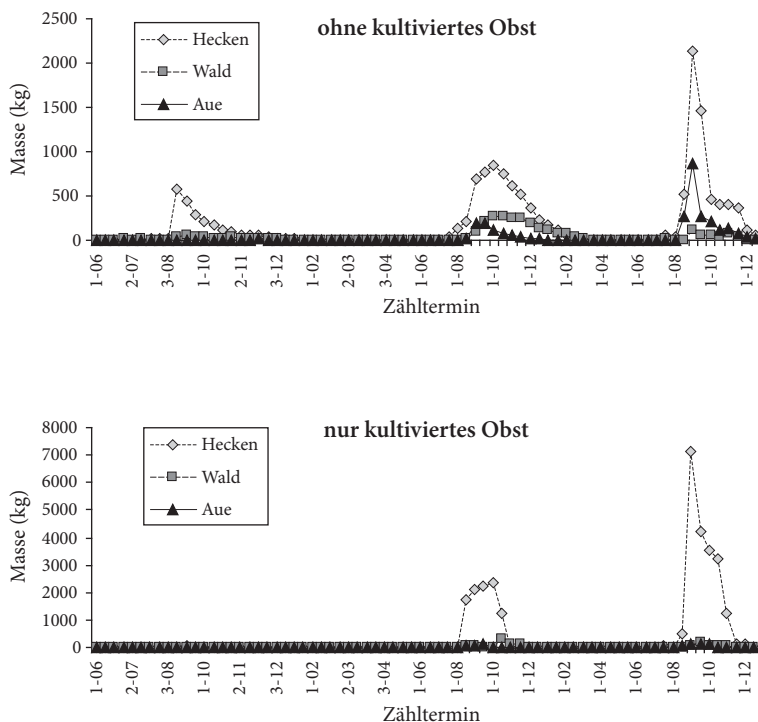 ohne kultiviertes Obst
Hecken
Wald
Aue
Masse (kg)
2500
2000
1500
1000
500
0
1-06 2-07 3-08 1-10 2-11 3-12 1-02 2-03 3-04 1-06 1-08 1-10 1-12 1-02 3-04 1-06 1-08 1-10 1-12
Zähltermin
nur kultiviertes Obst
Hecken
Wald
Aue
Masse (kg)
8000
7000
6000
5000
4000
3000
2000
1000
0
1-06 2-07 3-08 1-10 2-11 3-12 1-02 2-03 3-04 1-06 1-08 1-10 1-12 1-02 3-04 1-06 1-08 1-10 1-12
Zähltermin